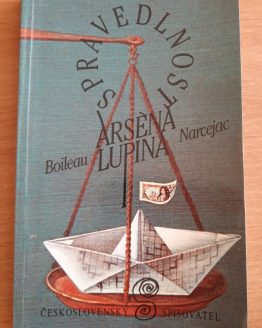 SPRAVEDLNOST
ARSENA
LUPINA
Boileau
Narcejac
ČESKOSLOVENSKÝ SPISOVATEL